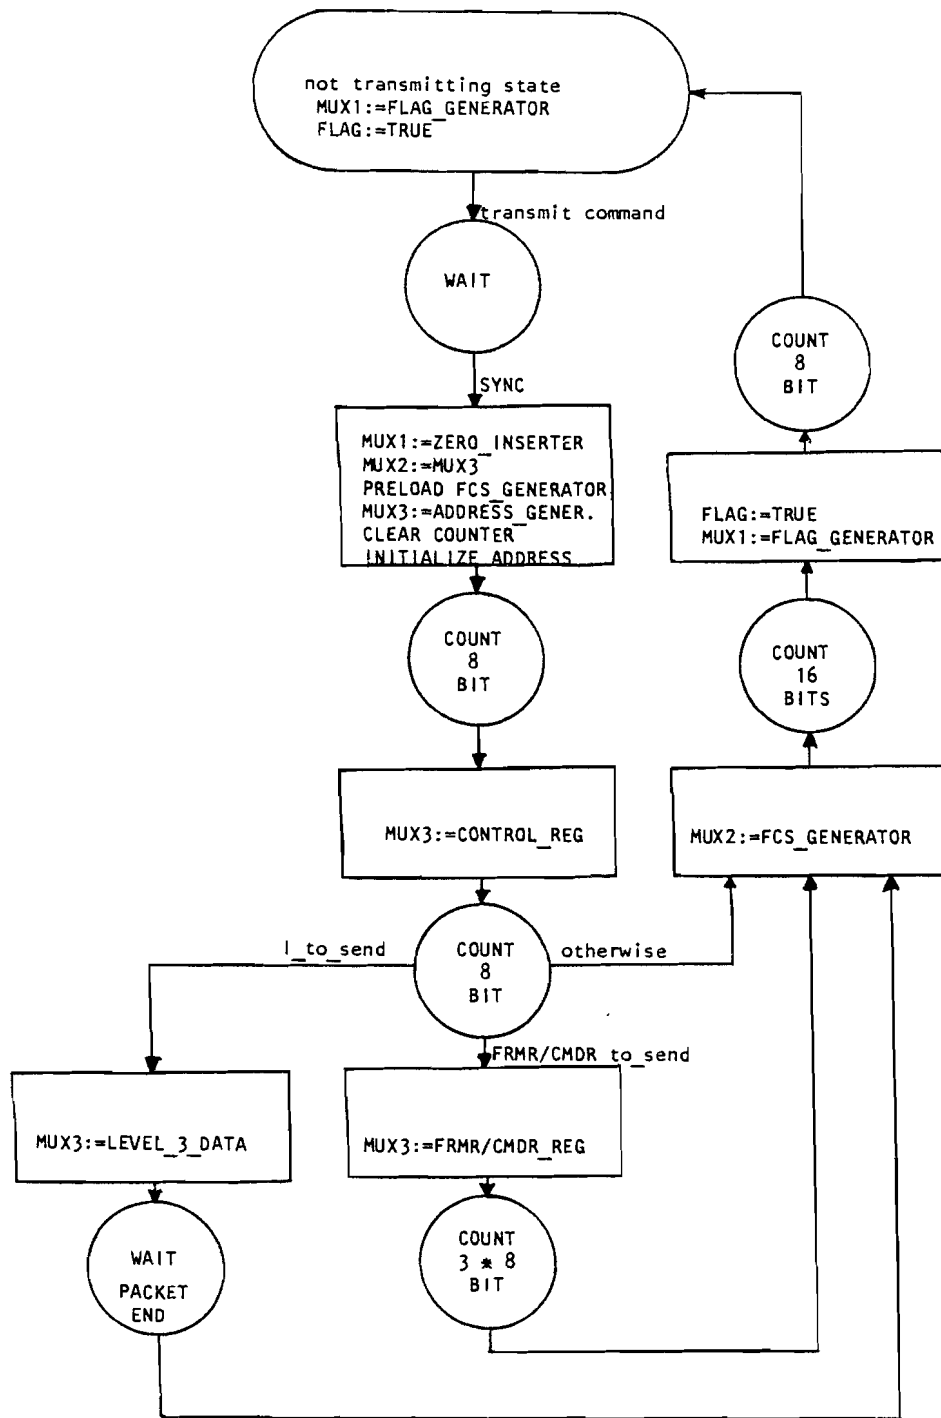 not transmitting state
MUX1:=FLAG_GENERATOR
FLAG:=TRUE
transmit command
WAIT
SYNC
MUX1:=ZERO_INSERTER
MUX2:=MUX3
PRELOAD FCS_GENERATOR
MUX3:=ADDRESS_GENER.
CLEAR COUNTER
INITIALIZE ADDRESS
COUNT
8
BIT
MUX3:=CONTROL_REG
COUNT
8
BIT
I_to_send
otherwise
FRMR/CMDR to_send
MUX3:=LEVEL_3_DATA
WAIT
PACKET
END
MUX3:=FRMR/CMDR_REG
COUNT
3 * 8
BIT
MUX2:=FCS_GENERATOR
COUNT
16
BITS
FLAG:=TRUE
MUX1:=FLAG_GENERATOR
COUNT
8
BIT